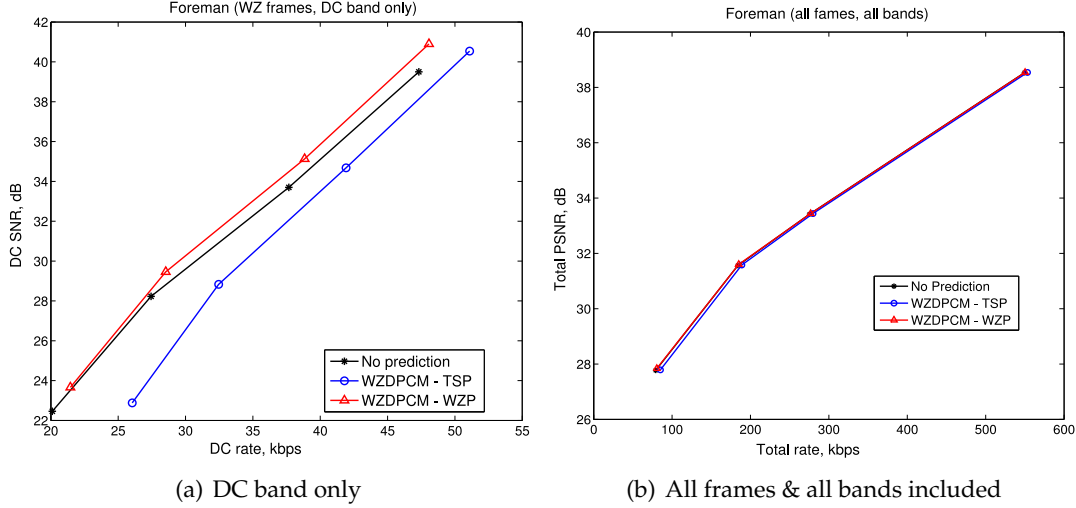 Foreman (WZ frames, DC band only)
42
40
38
36
34
32
30
28
26
24
22
DC SNR, dB
20 25 30 35 40 45 50 55
DC rate, kbps
No prediction
WZDPCM - TSP
WZDPCM - WZP
(a) DC band only
Foreman (all fames, all bands)
40
38
36
34
32
30
28
26
Total PSNR, dB
0 100 200 300 400 500 600
Total rate, kbps
No Prediction
WZDPCM - TSP
WZDPCM - WZP
(b) All frames & all bands included